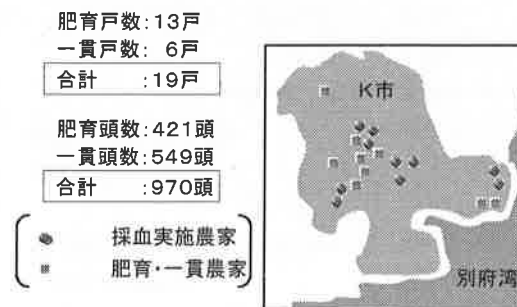 肥育戸数:13戸
一貫戸数: 6戸
合計 :19戸
肥育頭数:421頭
一貫頭数:549頭
合計 :970頭
採血実施農家
肥育・一貫農家
K市
別府湾